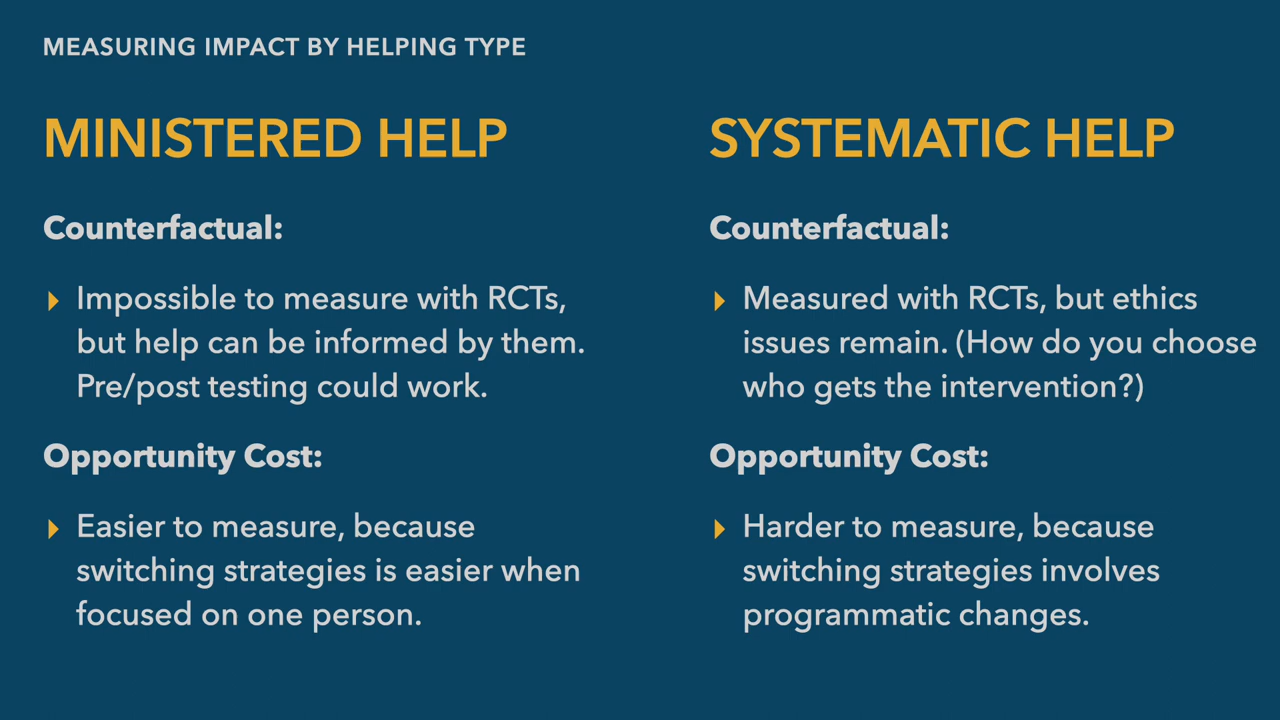 MEASURING IMPACT BY HELPING TYPE
MINISTERED HELP
Counterfactual:
Impossible to measure with RCTs,
but help can be informed by them.
Pre/post testing could work.
Opportunity Cost:
Easier to measure, because
switching strategies is easier when
focused on one person.
SYSTEMATIC HELP
Counterfactual:
Measured with RCTs, but ethics
issues remain. (How do you choose
who gets the intervention?)
Opportunity Cost:
Harder to measure, because
switching strategies involves
programmatic changes.